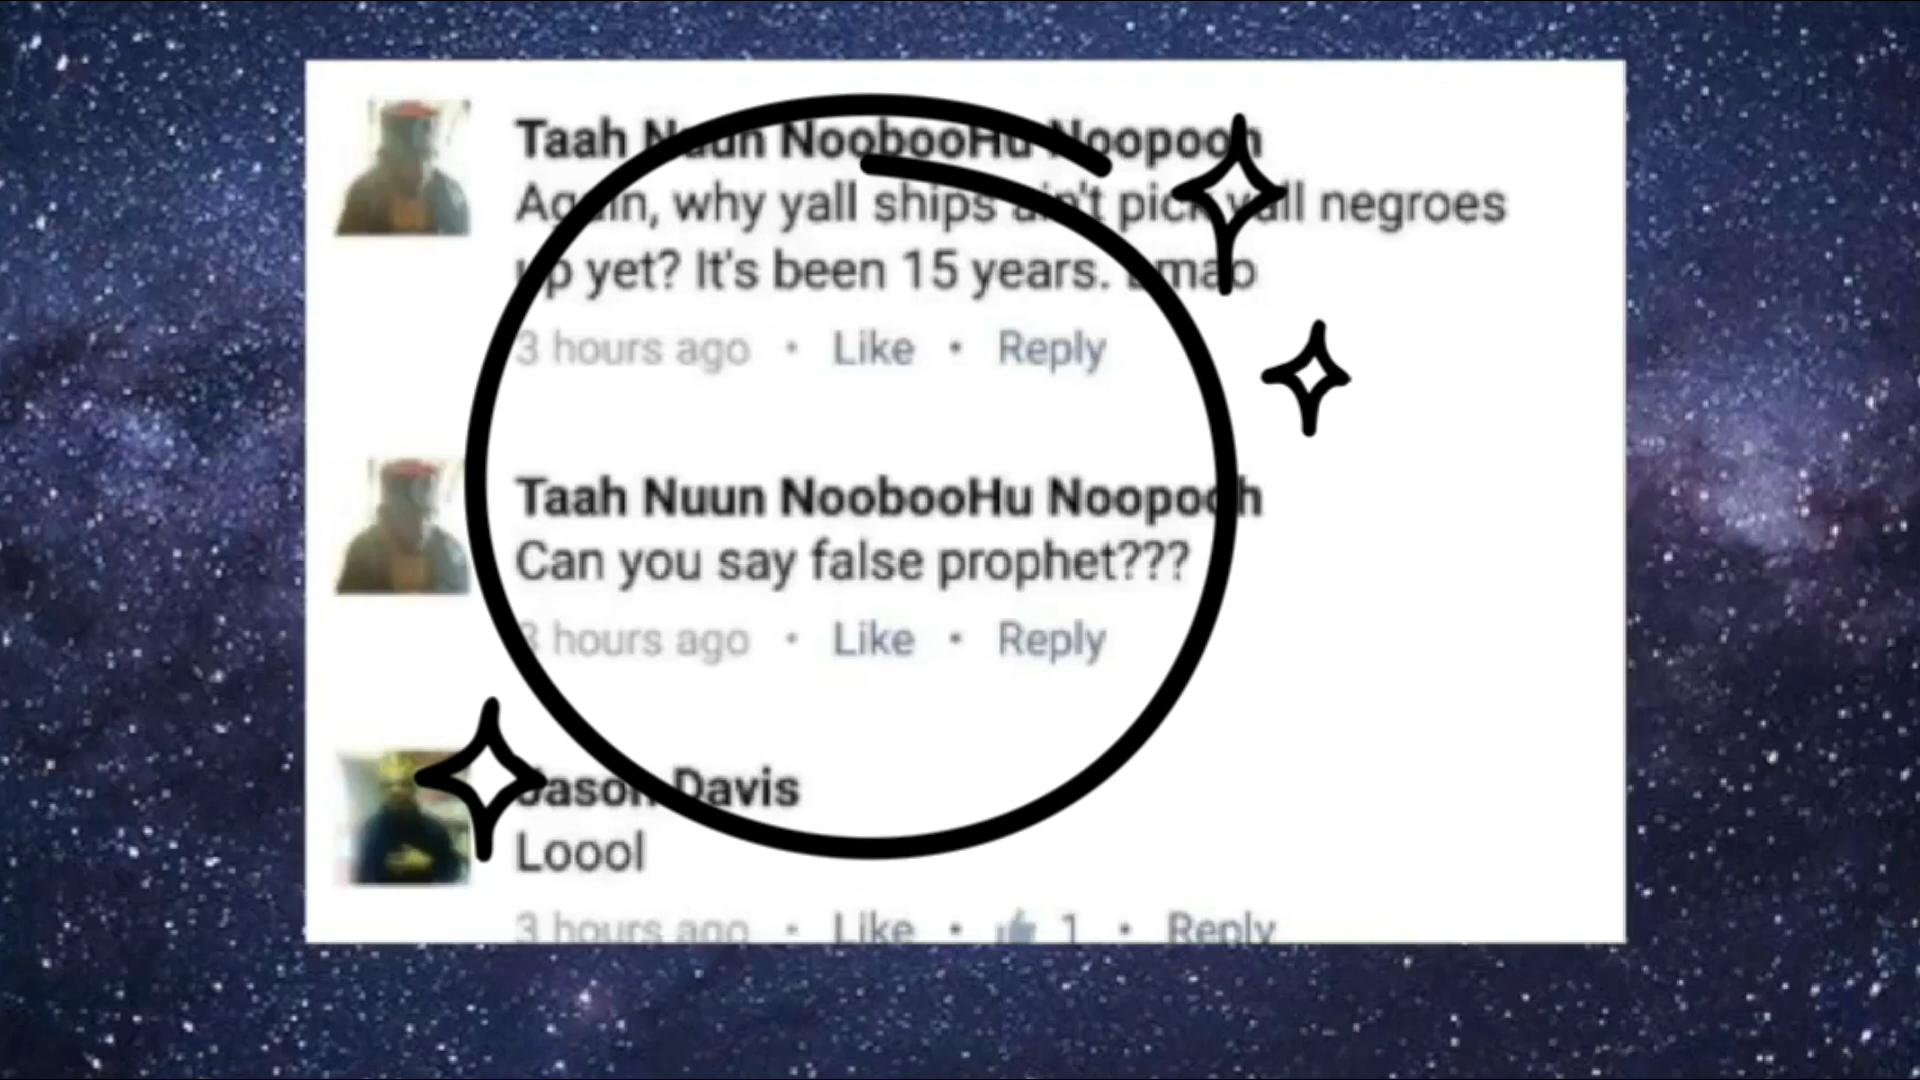 Taah Nuun NoobooHu Noopooh
Again, why yall ships ain't pick yall negroes
up yet? It's been 15 years. Lmao
3 hours ago • Like • Reply
Taah Nuun NoobooHu Noopooh
Can you say false prophet???
3 hours ago • Like • Reply
Jason Davis
Loool
3 hours ago • Like • 1 • Reply